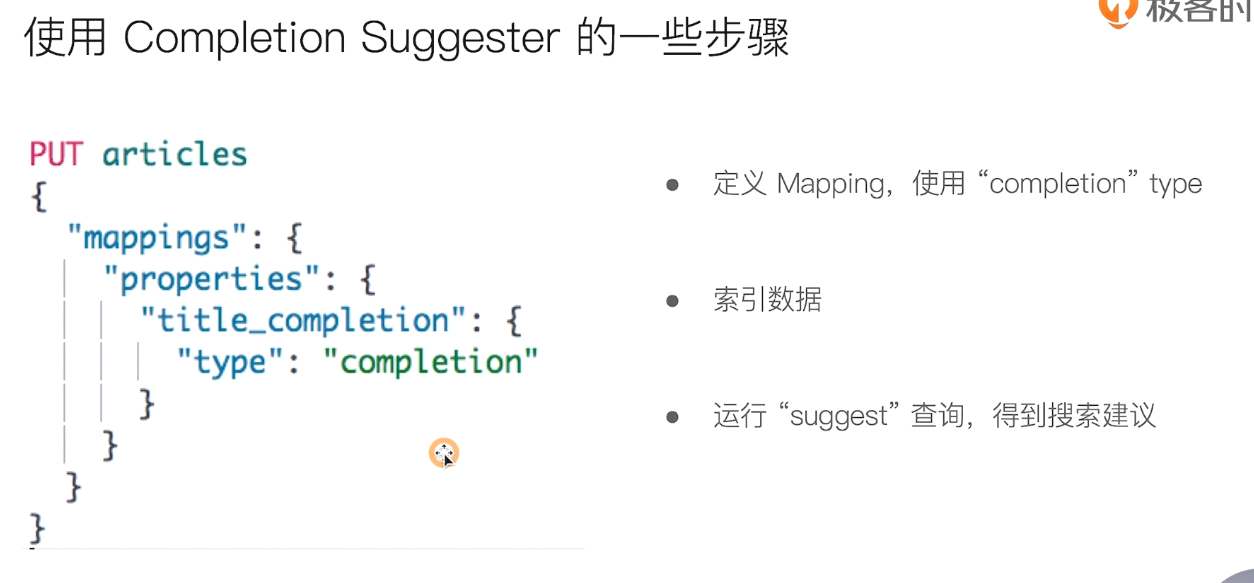 极客时
使用 Completion Suggester 的一些步骤
PUT articles
{
"mappings": {
"properties": {
"title_completion": {
"type": "completion"
}
}
}
}
● 定义 Mapping，使用 “completion” type
● 索引数据
● 运行 “suggest” 查询，得到搜索建议